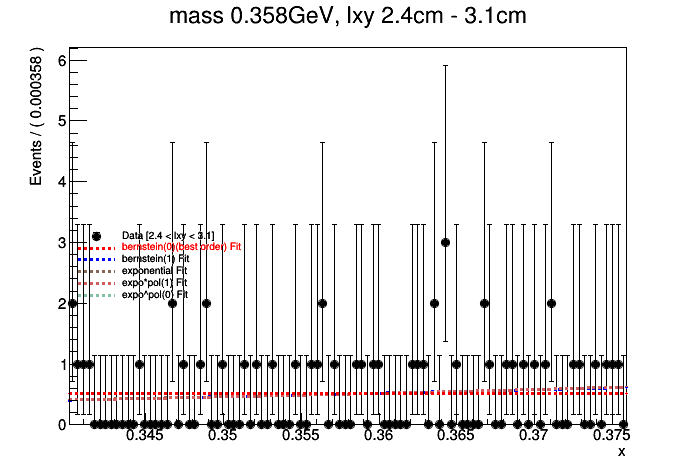 mass 0.358GeV, lxy 2.4cm - 3.1cm
Events / ( 0.000358 )
6
5
4
3
2
1
0
Data [2.4 < lxy < 3.1]
bernstein(0)(best order) Fit
bernstein(1) Fit
exponential Fit
expo*pol(1) Fit
expo^pol(0) Fit
0.345 0.35 0.355 0.36 0.365 0.37 0.375
x